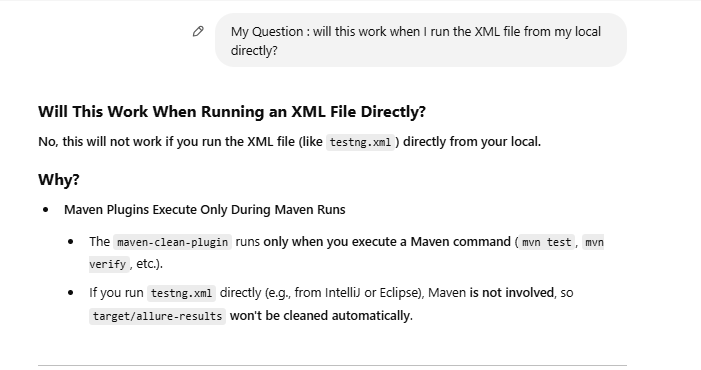 My Question : will this work when I run the XML file from my local
directly?
Will This Work When Running an XML File Directly?
No, this will not work if you run the XML file (like testng.xml) directly from your local.
Why?
• Maven Plugins Execute Only During Maven Runs
• The maven-clean-plugin runs only when you execute a Maven command (mvn test, mvn
verify, etc.).
• If you run testng.xml directly (e.g., from IntelliJ or Eclipse), Maven is not involved, so
target/allure-results won't be cleaned automatically.